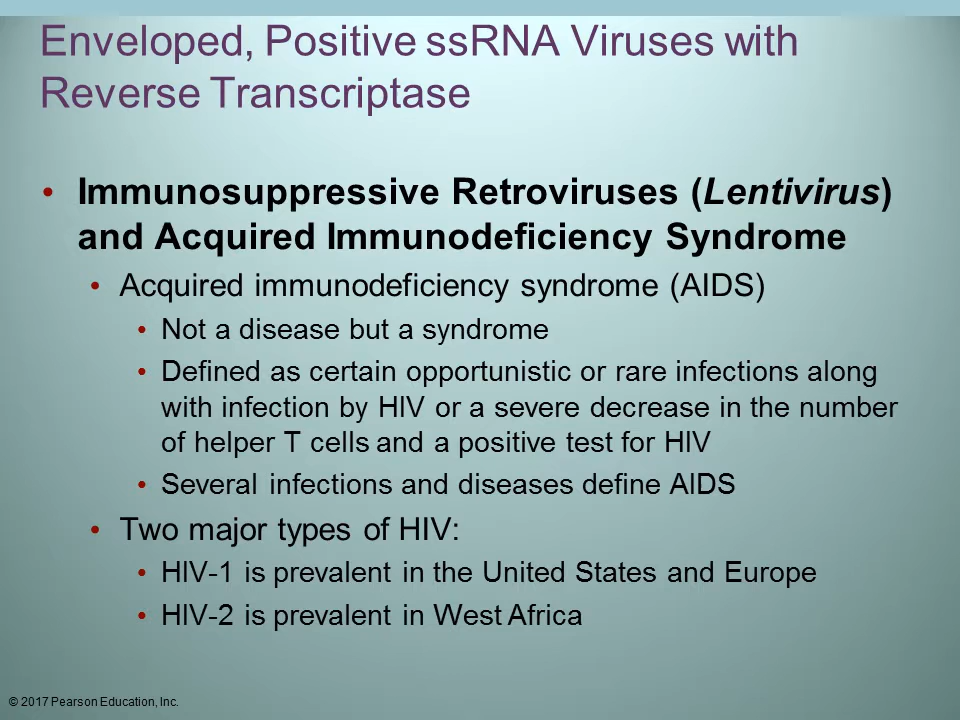 Enveloped, Positive ssRNA Viruses with
Reverse Transcriptase
• Immunosuppressive Retroviruses (Lentivirus)
and Acquired Immunodeficiency Syndrome
• Acquired immunodeficiency syndrome (AIDS)
• Not a disease but a syndrome
• Defined as certain opportunistic or rare infections along
with infection by HIV or a severe decrease in the number
of helper T cells and a positive test for HIV
• Several infections and diseases define AIDS
• Two major types of HIV:
• HIV-1 is prevalent in the United States and Europe
• HIV-2 is prevalent in West Africa
© 2017 Pearson Education, Inc.